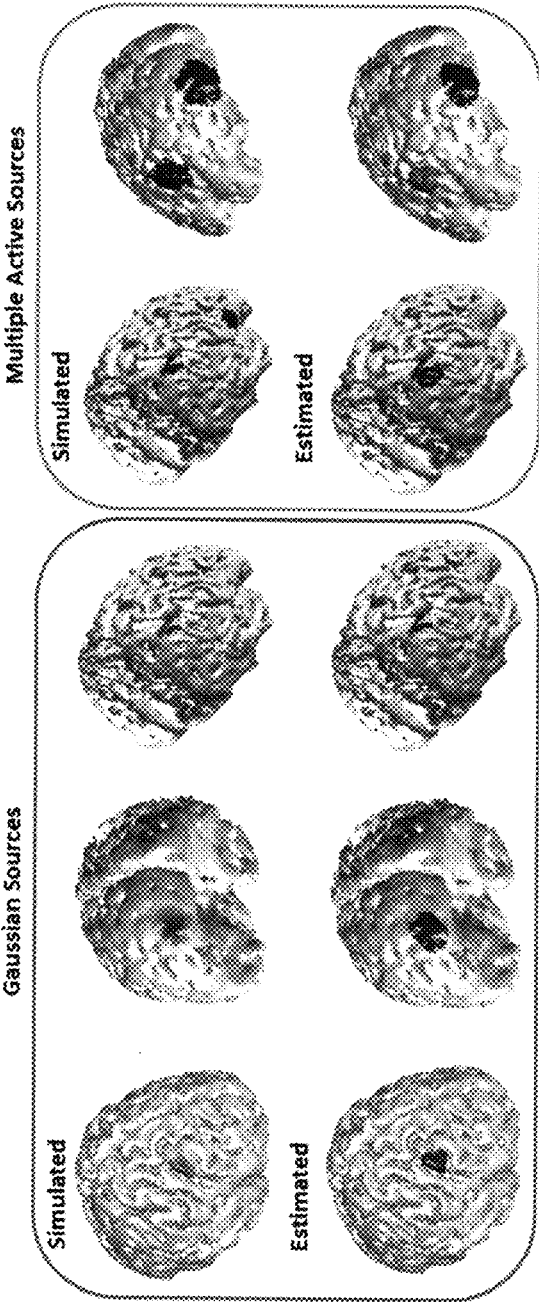 Gaussian Sources
Simulated
Estimated
Multiple Active Sources
Simulated
Estimated